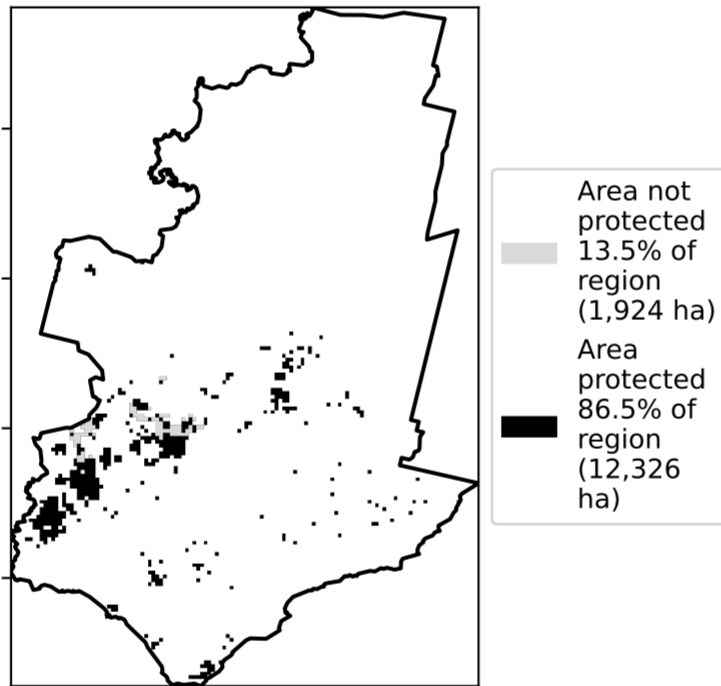 Area not
protected
13.5% of
region
(1,924 ha)
Area
protected
86.5% of
region
(12,326
ha)